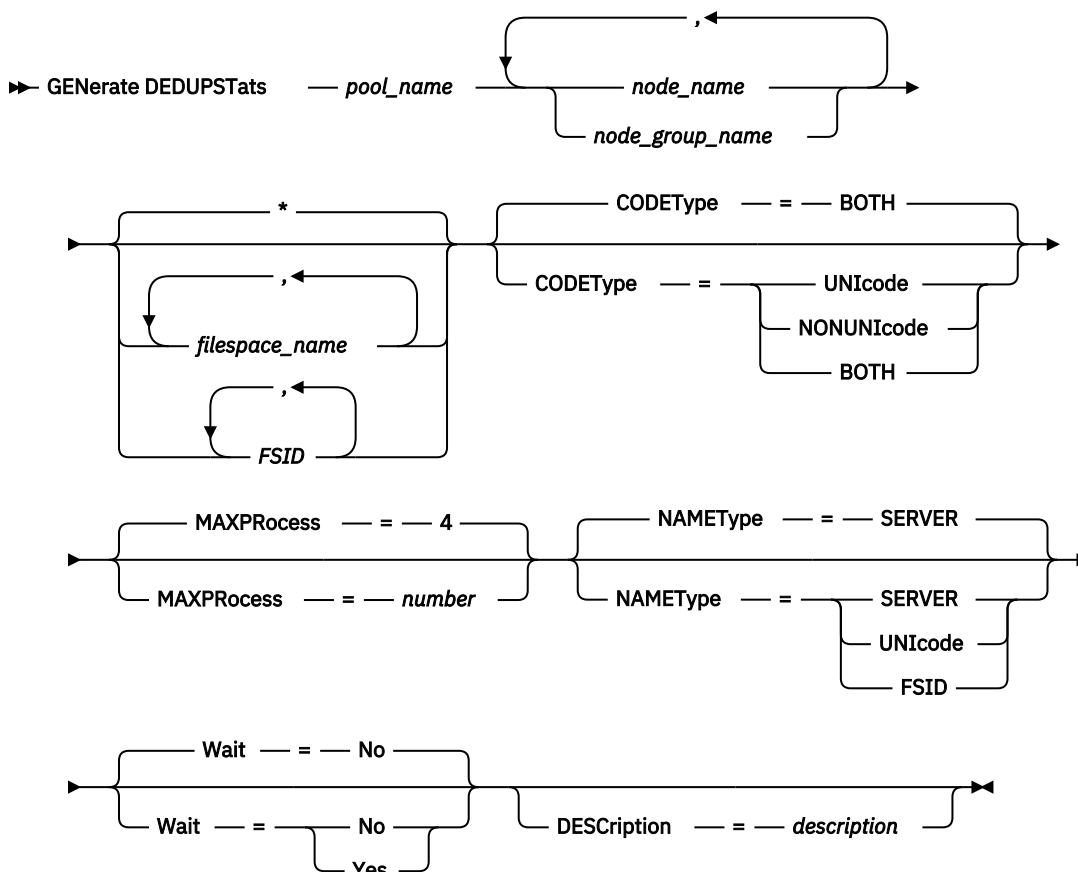 ,
GENerate DEDUPSTats pool_name node_name
node_group_name
*
,
filespace_name
,
FSID
CODEType = BOTH
CODEType = UNIcode
NONUNIcode
BOTH
MAXPRocess = 4
MAXPRocess = number
NAMEType = SERVER
NAMEType = SERVER
UNIcode
FSID
Wait = No
Wait = No
Yes
DESCription = description